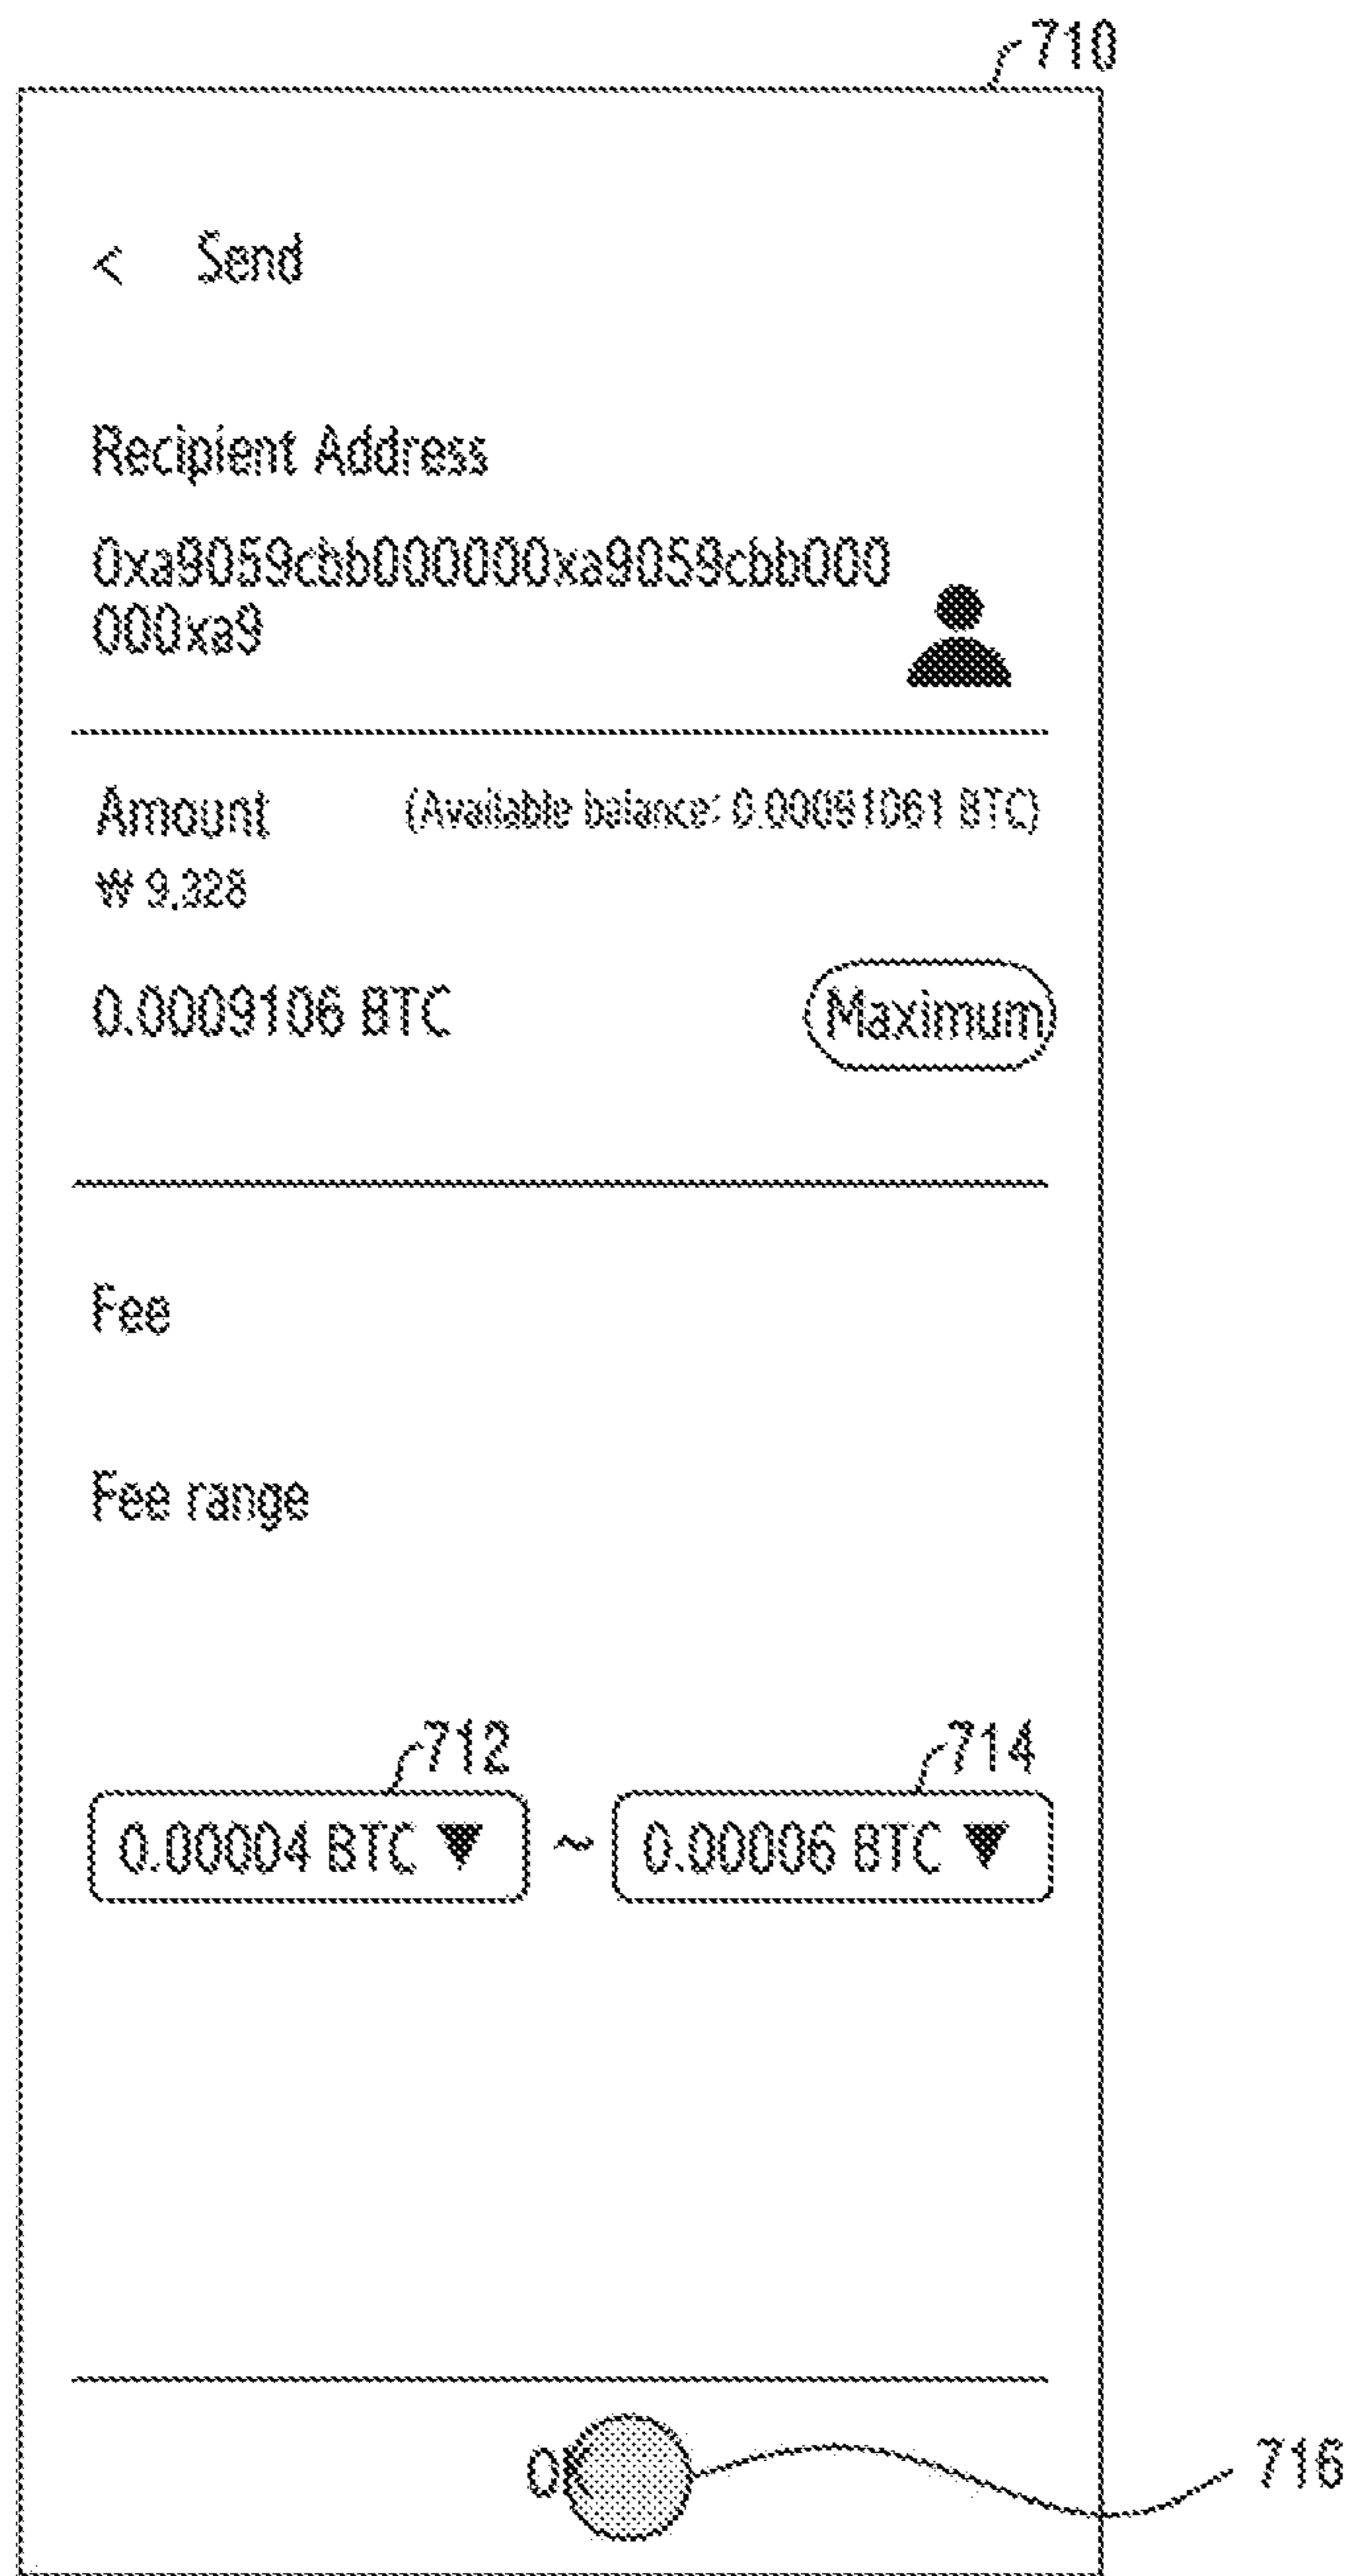 710
< Send
Recipient Address
0xa9059cbb000000xa9059cbb000
000xa9
Amount (Available balance: 0.00091061 BTC)
₩ 9,328
0.0009106 BTC Maximum
Fee
Fee range
712 714
0.00004 BTC ▼ ~ 0.00006 BTC ▼
OK 716